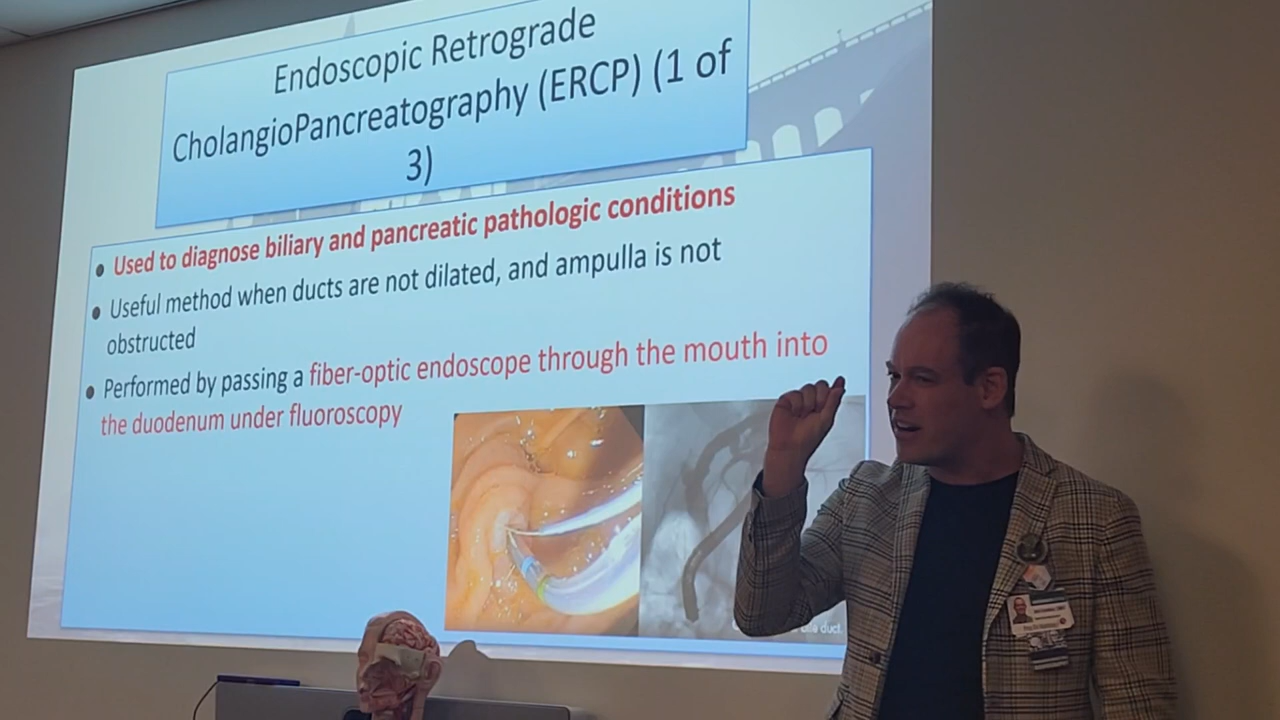 Endoscopic Retrograde
CholangioPancreatography (ERCP) (1 of
3)
• Used to diagnose biliary and pancreatic pathologic conditions
• Useful method when ducts are not dilated, and ampulla is not
obstructed
• Performed by passing a fiber-optic endoscope through the mouth into
the duodenum under fluoroscopy
duct.